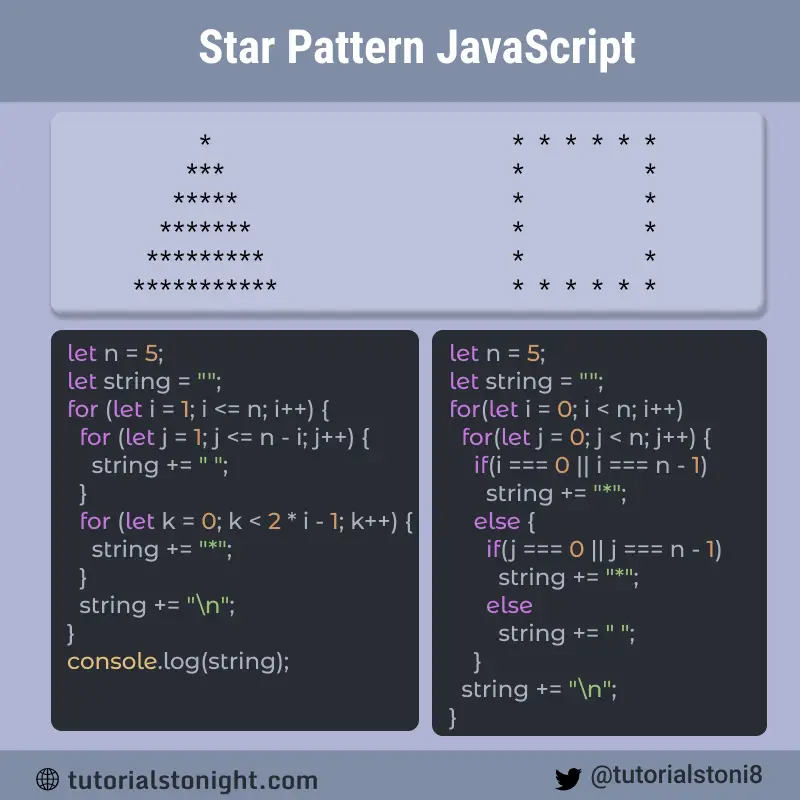 Star Pattern JavaScript
*
***
*****
*******
*********
***********
* * * * * *
*         *
*         *
*         *
*         *
* * * * * *
let n = 5;
let string = "";
for (let i = 1; i <= n; i++) {
  for (let j = 1; j <= n - i; j++) {
    string += " ";
  }
  for (let k = 0; k < 2 * i - 1; k++) {
    string += "*";
  }
  string += "\n";
}
console.log(string);
let n = 5;
let string = "";
for(let i = 0; i < n; i++)
  for(let j = 0; j < n; j++) {
    if(i === 0 || i === n - 1)
      string += "*";
    else {
      if(j === 0 || j === n - 1)
        string += "*";
      else
        string += " ";
    }
  string += "\n";
}
tutorialstonight.com
@tutorialstoni8